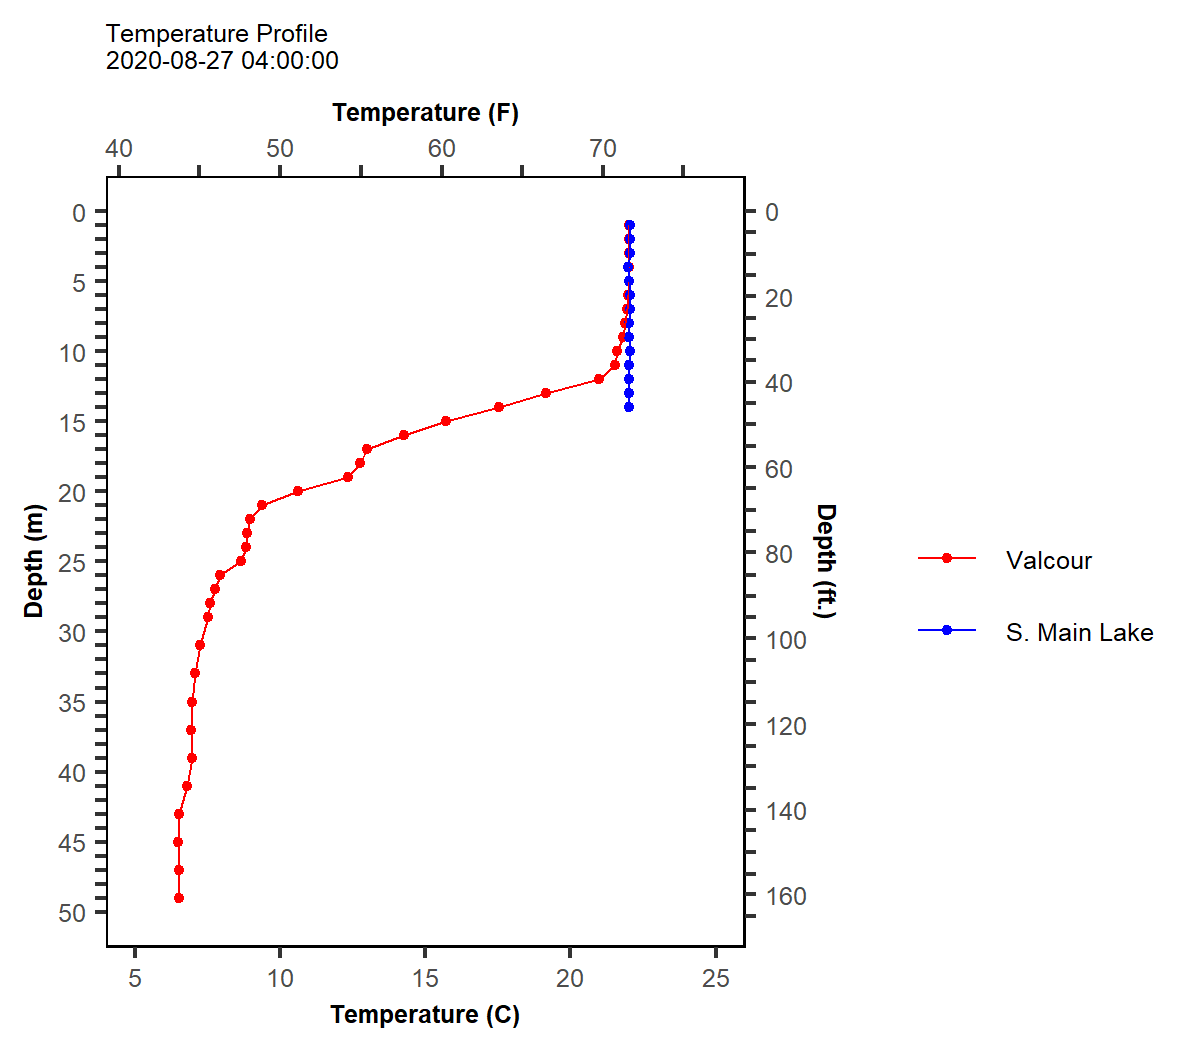 Temperature Profile
2020-08-27 04:00:00
Temperature (F)
40 50 60 70
0
5
10
15
20
25
30
35
40
45
50
Depth (m)
0
20
40
60
80
100
120
140
160
Depth (ft.)
Valcour
S. Main Lake
5 10 15 20 25
Temperature (C)